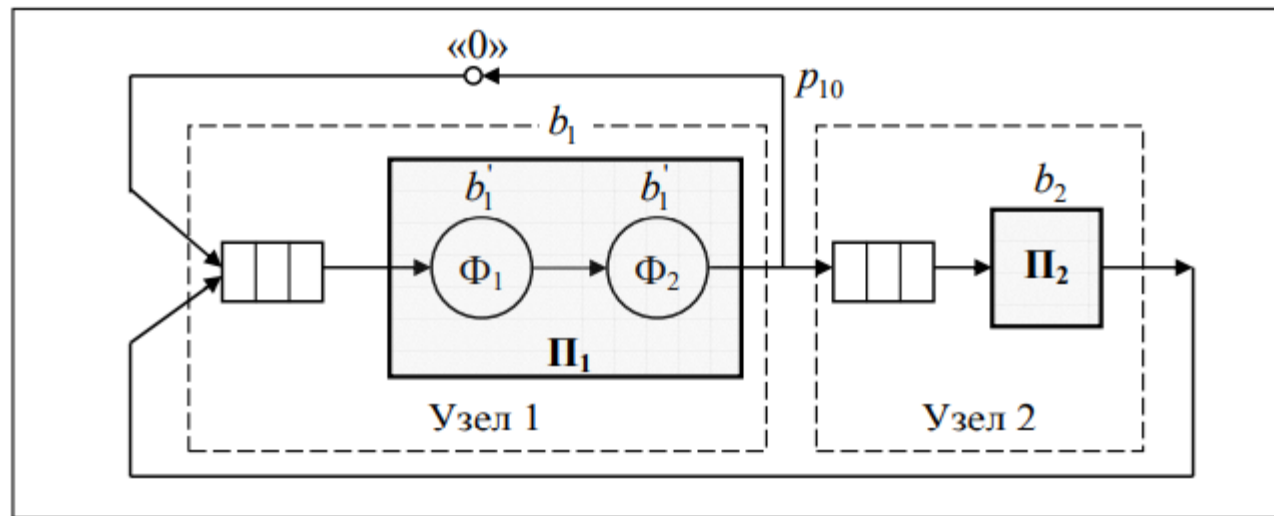 «0»
p₁₀
b₁
b₁' b₁' b₂
Φ₁ Φ₂ П₂
П₁
Узел 1 Узел 2